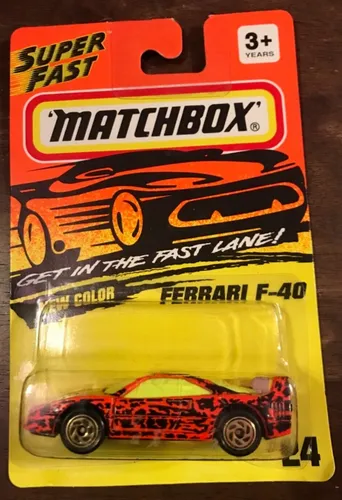 SUPER FAST
3+
YEARS
'MATCHBOX'®
GET IN THE FAST LANE!
NEW COLOR
FERRARI F-40
24